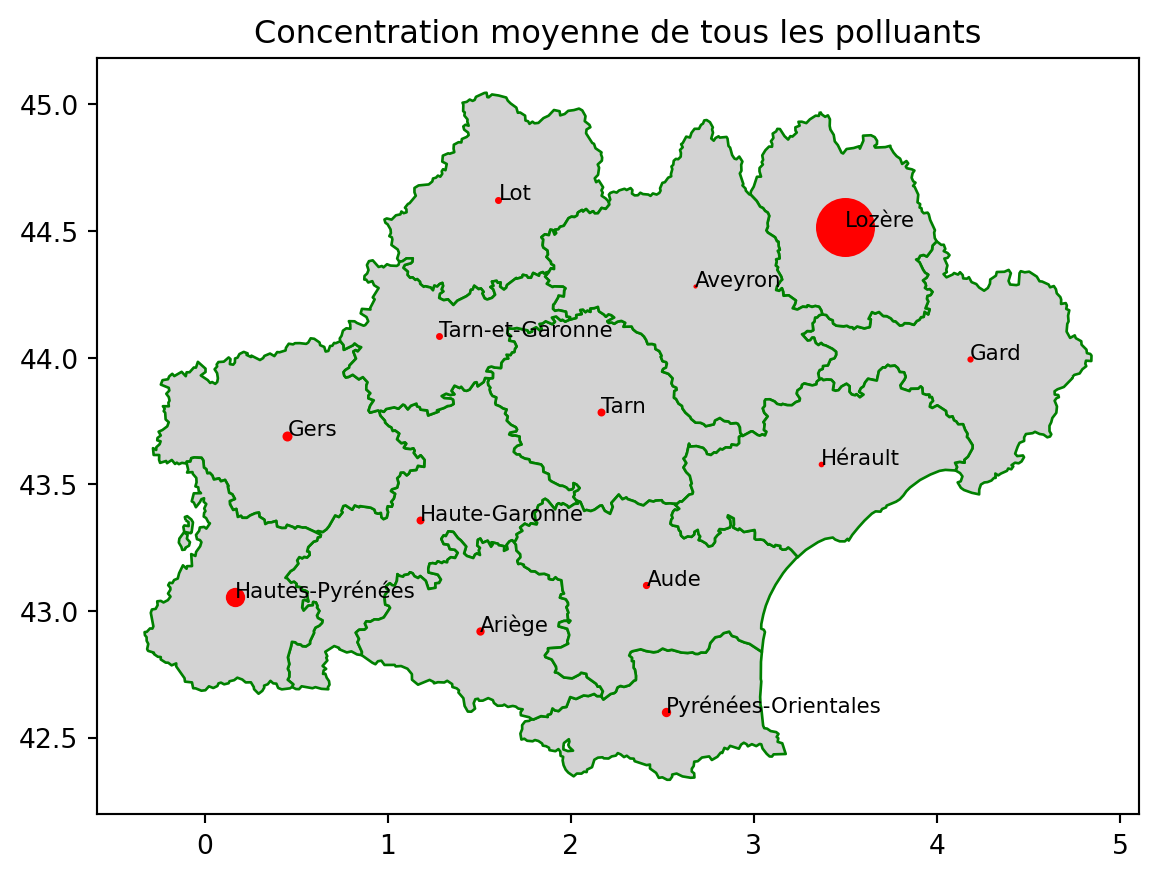 Concentration moyenne de tous les polluants
45.0
44.5
44.0
43.5
43.0
42.5
Lot
Lozère
Aveyron
Tarn-et-Garonne
Gard
Tarn
Gers
Hérault
Haute-Garonne
Aude
Hautes-Pyrénées
Ariège
Pyrénées-Orientales
0 1 2 3 4 5